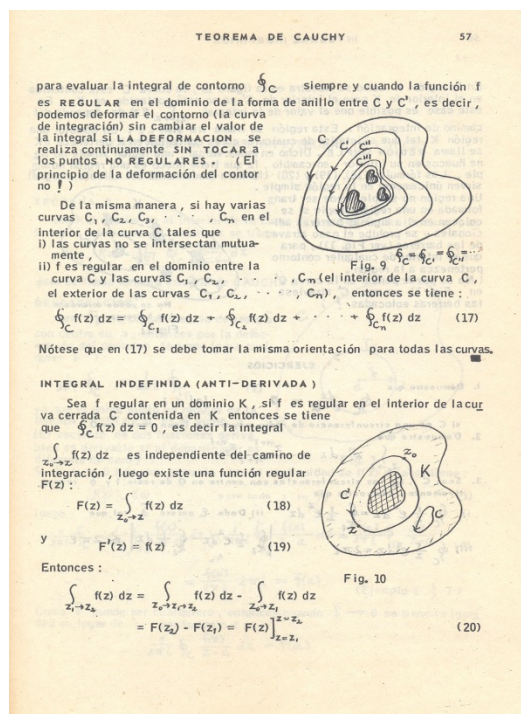 TEOREMA DE CAUCHY 57
para evaluar la integral de contorno ∮C siempre y cuando la función f
es REGULAR en el dominio de la forma de anillo entre C y C', es decir,
podemos deformar el contorno (la curva
de integración) sin cambiar el valor de
la integral si LA DEFORMACION se
realiza continuamente SIN TOCAR a
los puntos NO REGULARES. (El
principio de la deformación del contor
no !)
C C' C'' C'''
De la misma manera, si hay varias
curvas C₁, C₂, C₃, · · · · , Cn en el
interior de la curva C tales que
i) las curvas no se intersectan mutua-
mente,
∮C = ∮C' = ∮C'' = ···
Fig. 9
ii) f es regular en el dominio entre la
curva C y las curvas C₁, C₂, · · · · , Cn (el interior de la curva C,
el exterior de las curvas C₁, C₂, · · · , Cn), entonces se tiene :
∮C f(z) dz = ∮C₁ f(z) dz + ∮C₂ f(z) dz + · · · · + ∮Cn f(z) dz (17)
Nótese que en (17) se debe tomar la misma orientación para todas las curvas.
INTEGRAL INDEFINIDA (ANTI-DERIVADA)
Sea f regular en un dominio K, si f es regular en el interior de la cur
va cerrada C contenida en K entonces se tiene
que ∮C f(z) dz = 0, es decir la integral
∫z₀→z f(z) dz es independiente del camino de
integración, luego existe una función regular
F(z) :
z₀ K C C z
F(z) = ∫z₀→z f(z) dz (18)
y
F'(z) = f(z) (19)
Entonces :
Fig. 10
∫z₁→z₂ f(z) dz = ∫z₀→z₁→z₂ f(z) dz - ∫z₀→z₁ f(z) dz
= F(z₂) - F(z₁) = F(z)]z=z₁ z=z₂ (20)